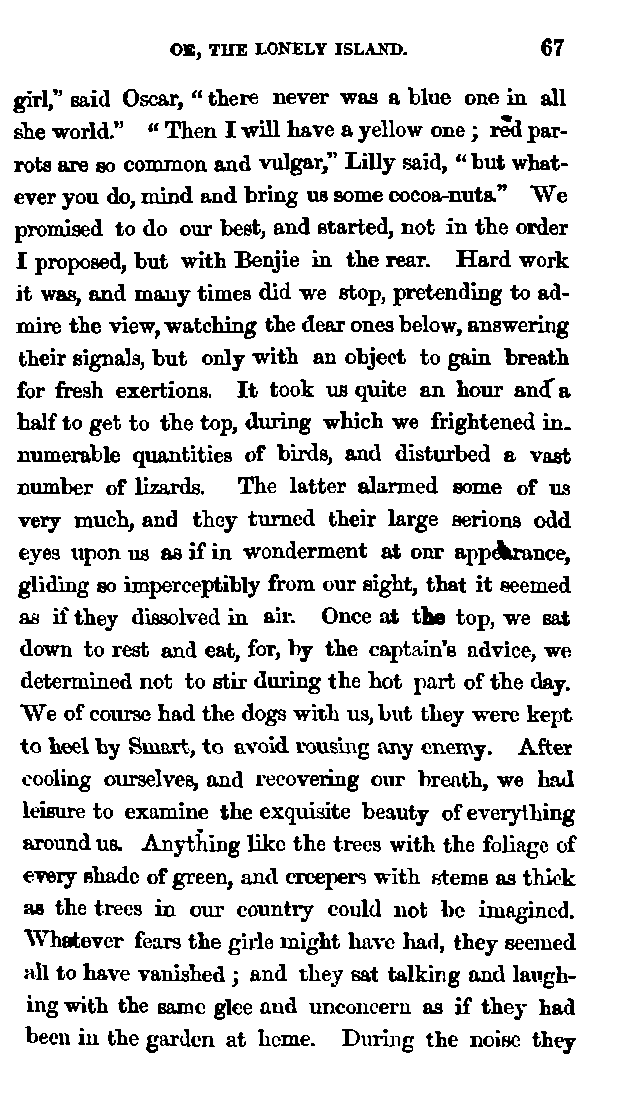 OR, THE LONELY ISLAND. 67
girl," said Oscar, "there never was a blue one in all
she world." "Then I will have a yellow one; red par-
rots are so common and vulgar," Lilly said, "but what-
ever you do, mind and bring us some cocoa-nuts." We
promised to do our best, and started, not in the order
I proposed, but with Benjie in the rear. Hard work
it was, and many times did we stop, pretending to ad-
mire the view, watching the dear ones below, answering
their signals, but only with an object to gain breath
for fresh exertions. It took us quite an hour and a
half to get to the top, during which we frightened in-
numerable quantities of birds, and disturbed a vast
number of lizards. The latter alarmed some of us
very much, and they turned their large serious odd
eyes upon us as if in wonderment at our appearance,
gliding so imperceptibly from our sight, that it seemed
as if they dissolved in air. Once at the top, we sat
down to rest and eat, for, by the captain's advice, we
determined not to stir during the hot part of the day.
We of course had the dogs with us, but they were kept
to heel by Smart, to avoid rousing any enemy. After
cooling ourselves, and recovering our breath, we had
leisure to examine the exquisite beauty of everything
around us. Anything like the trees with the foliage of
every shade of green, and creepers with stems as thick
as the trees in our country could not be imagined.
Whatever fears the girls might have had, they seemed
all to have vanished; and they sat talking and laugh-
ing with the same glee and unconcern as if they had
been in the garden at home. During the noise they